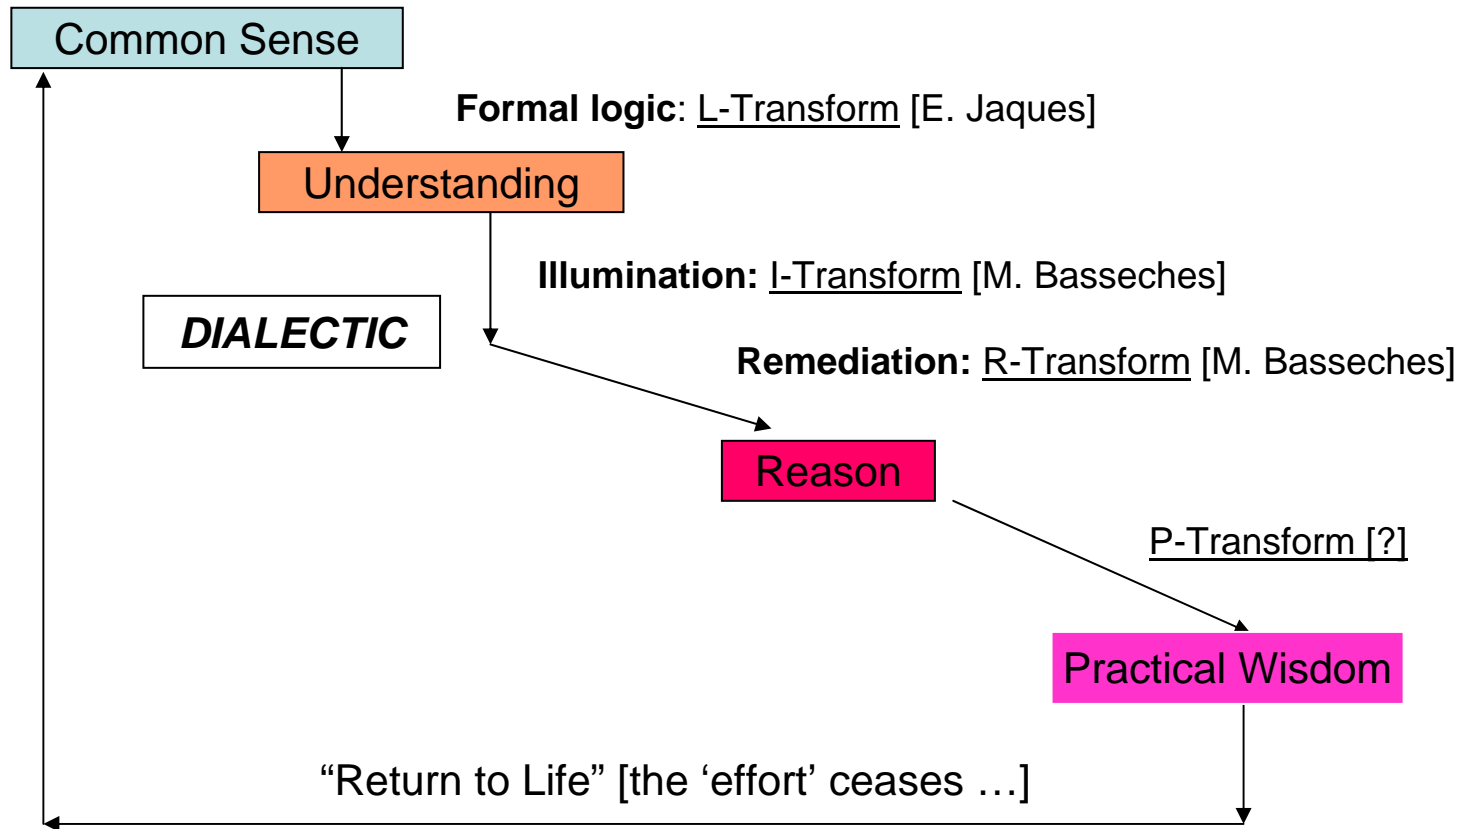 Common Sense
Formal logic: L-Transform [E. Jaques]
Understanding
Illumination: I-Transform [M. Basseches]
DIALECTIC
Remediation: R-Transform [M. Basseches]
Reason
P-Transform [?]
Practical Wisdom
“Return to Life” [the ‘effort’ ceases …]